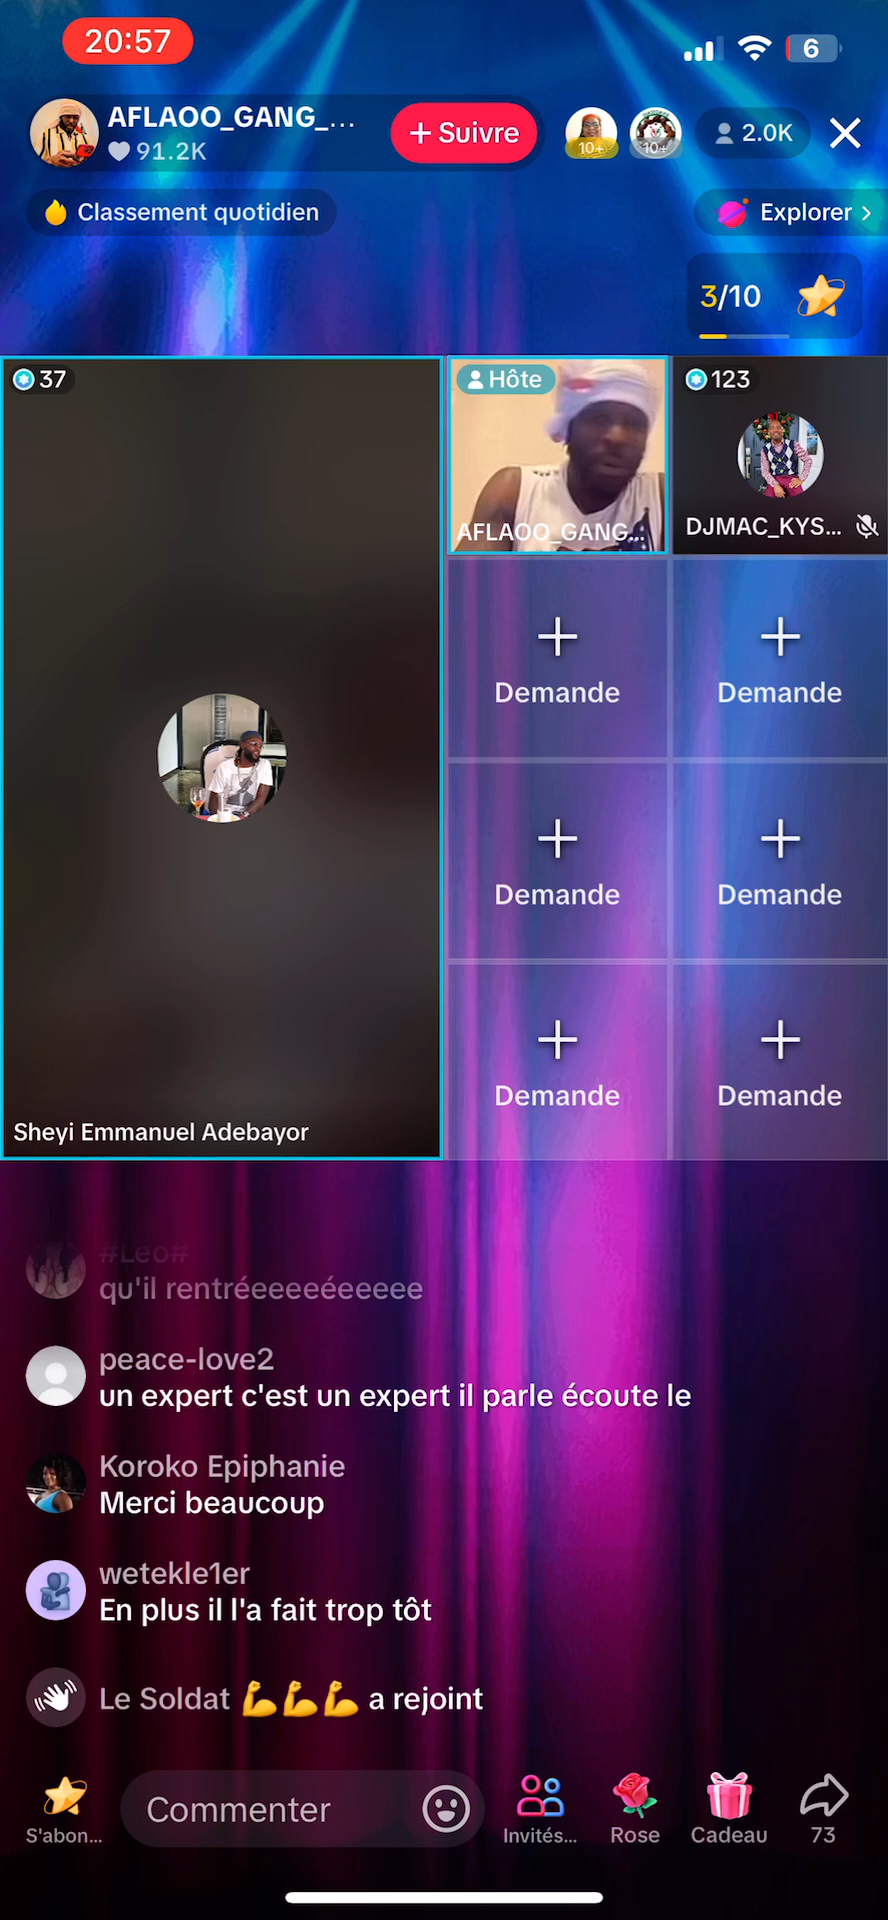 20:57
6
AFLAOO_GANG_...
+ Suivre
91.2K
10+
10+
2.0K
Classement quotidien
Explorer
3/10
37
Hôte
123
AFLAOO_GANG...
DJMAC_KYS...
Demande
Demande
Demande
Demande
Demande
Demande
Sheyi Emmanuel Adebayor
#Leo#
qu'il rentréeeeeéeeeee
peace-love2
un expert c'est un expert il parle écoute le
Koroko Epiphanie
Merci beaucoup
wetekle1er
En plus il l'a fait trop tôt
Le Soldat 💪💪💪 a rejoint
Commenter
S'abon...
Invités...
Rose
Cadeau
73